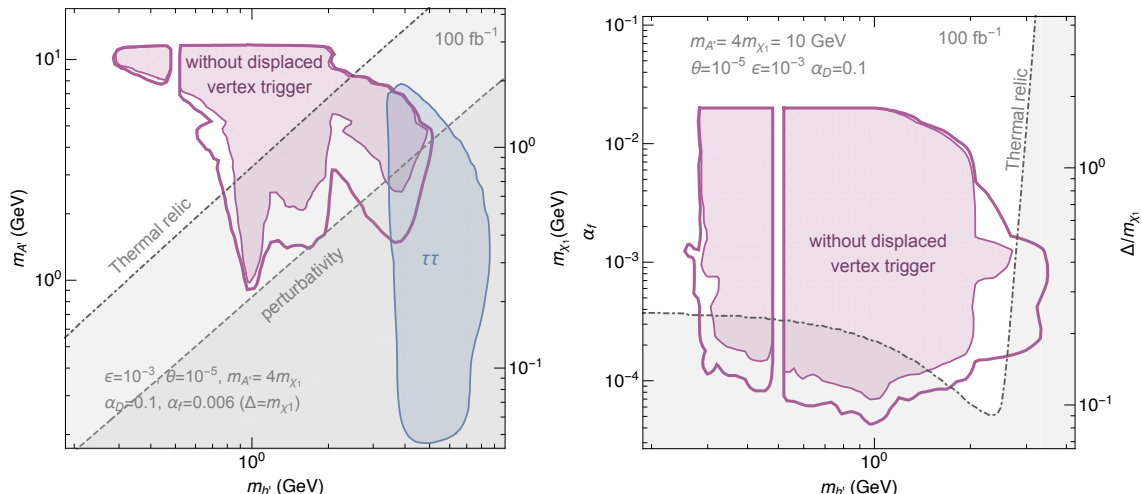 100 fb⁻¹
without displaced
vertex trigger
ττ
Thermal relic
perturbativity
ϵ=10⁻³, θ=10⁻⁵, m_A'= 4m_χ₁
α_D=0.1, α_f=0.006 (Δ=m_χ1)
10¹
10⁰
m_A' (GeV)
10⁰
10⁻¹
m_χ₁ (GeV)
10⁰
m_h' (GeV)
m_A'= 4m_χ₁= 10 GeV
100 fb⁻¹
θ=10⁻⁵ ϵ=10⁻³ α_D=0.1
Thermal relic
without displaced
vertex trigger
10⁻¹
10⁻²
10⁻³
10⁻⁴
α_f
10⁰
10⁻¹
Δ/m_χ₁
10⁰
m_h' (GeV)